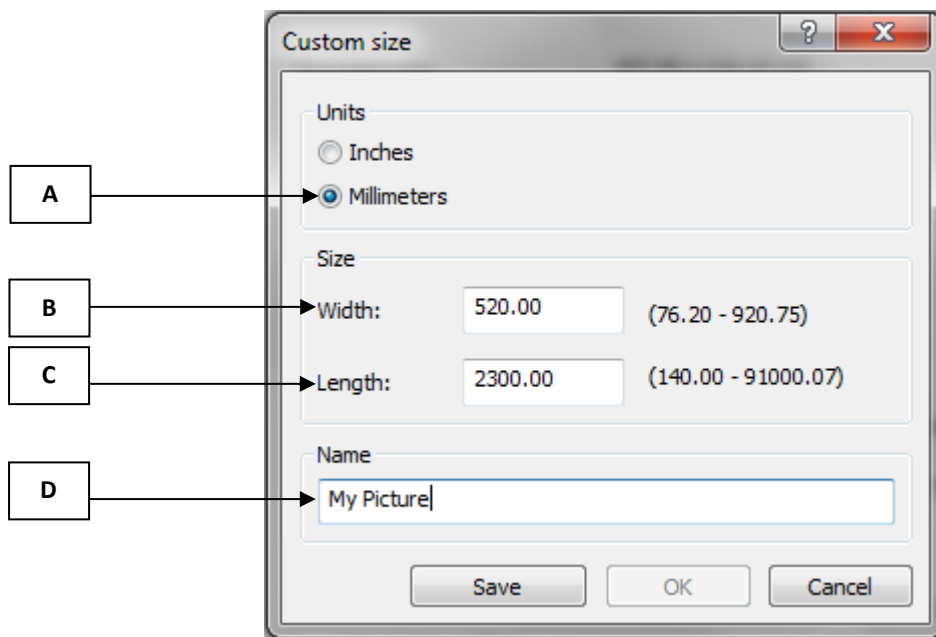 Custom size
Units
Inches
A
Millimeters
Size
B
Width:
520.00
(76.20 - 920.75)
C
Length:
2300.00
(140.00 - 91000.07)
Name
D
My Picture
Save
OK
Cancel